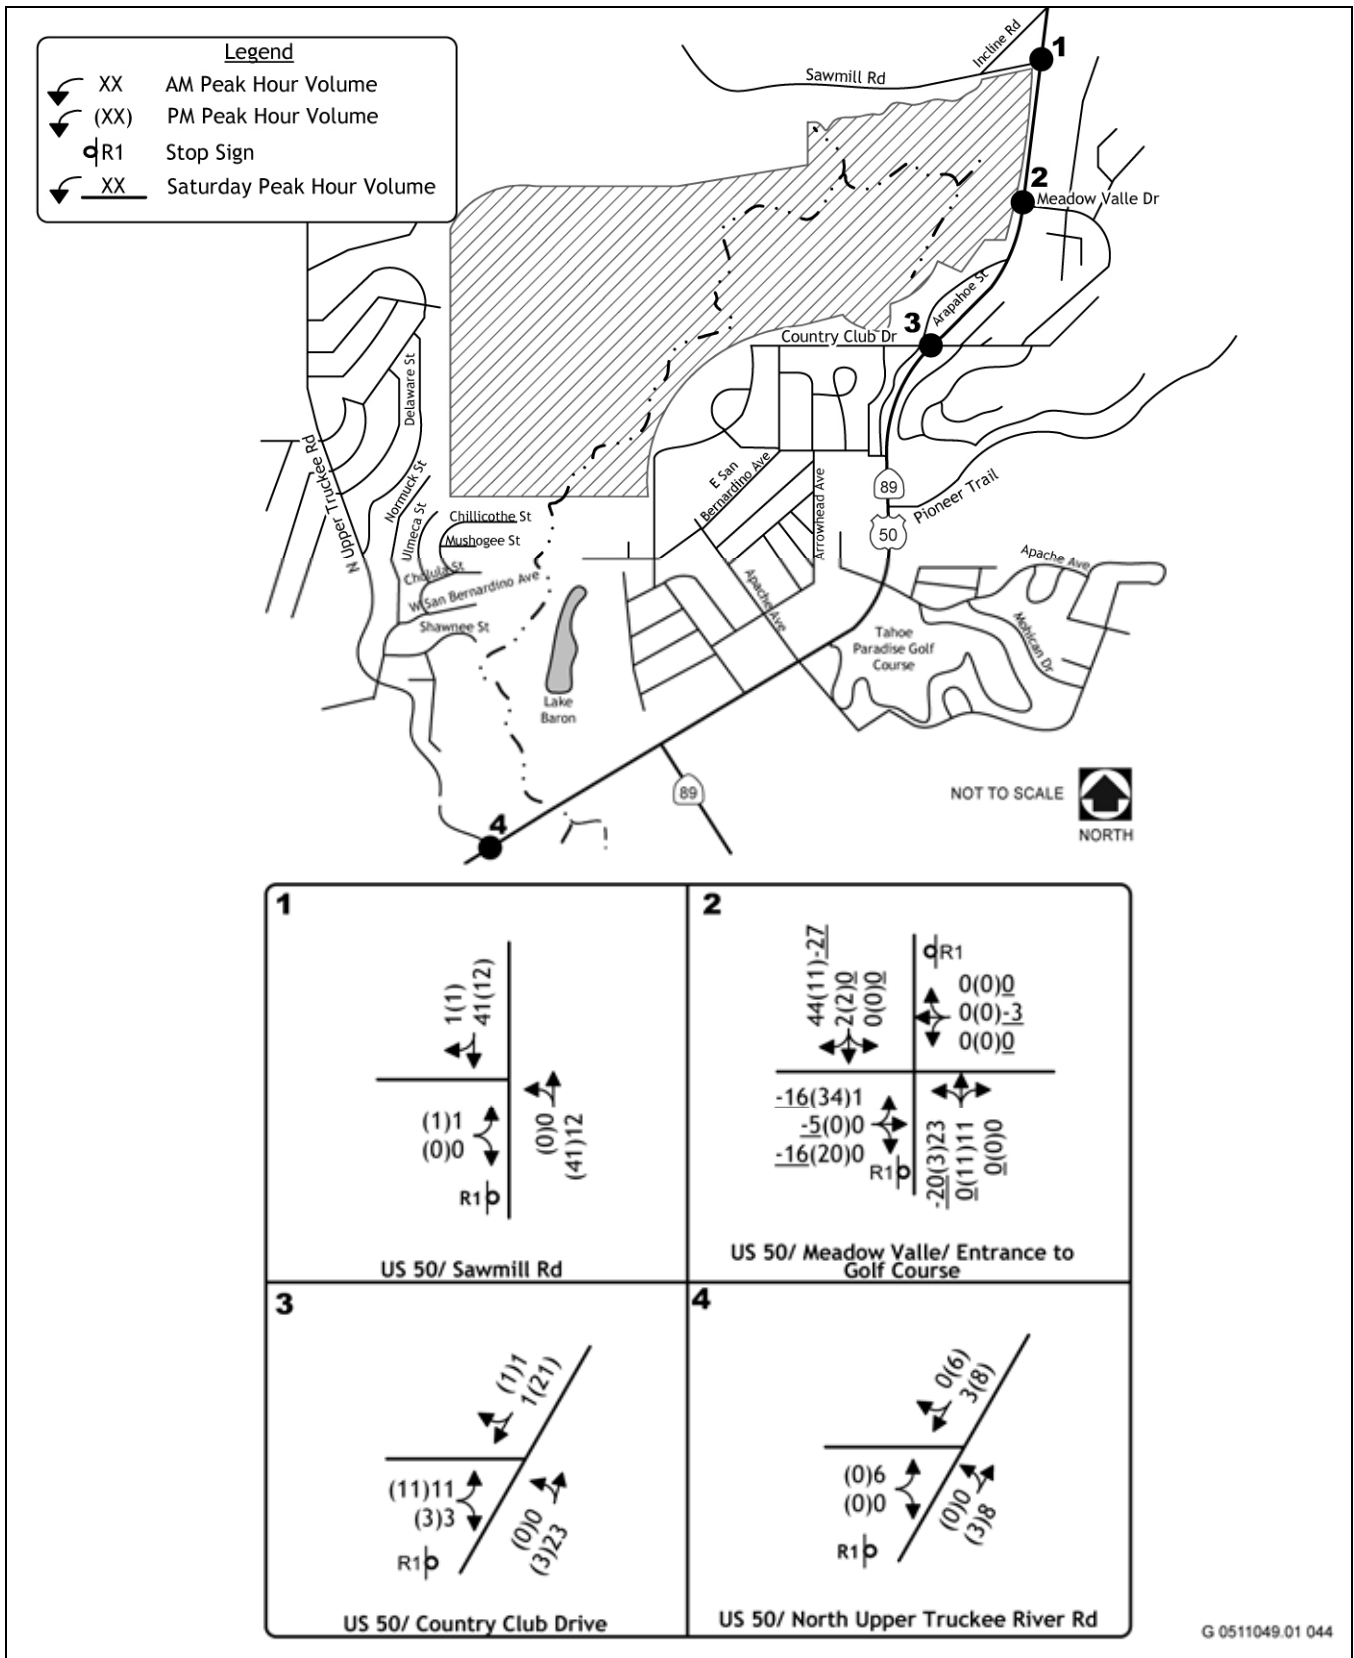 Legend
XX AM Peak Hour Volume
(XX) PM Peak Hour Volume
R1 Stop Sign
XX Saturday Peak Hour Volume
Incline Rd
1
Sawmill Rd
2
Meadow Valle Dr
Arapahoe St
3
Country Club Dr
Delaware St
N Upper Truckee Rd
Normuck St
Ulmeca St
Chillicothe St
Mushogee St
Cholula St
W San Bernardino Ave
Shawnee St
E San
Bernardino Ave
Arrowhead Ave
Apache Ave
89
Pioneer Trail
50
Apache Ave
Mohican Dr
Tahoe
Paradise Golf
Course
Lake
Baron
89
4
NOT TO SCALE
NORTH
1
1(1)
41(12)
(1)1
(0)0
(0)0
(41)12
R1
US 50/ Sawmill Rd
2
44(11)-27
2(2)0
0(0)0
R1
0(0)0
0(0)-3
0(0)0
-16(34)1
-5(0)0
-16(20)0
R1
-20(3)23
0(11)11
0(0)0
US 50/ Meadow Valle/ Entrance to
Golf Course
3
(1)1
1(21)
(11)11
(3)3
(0)0
(3)23
R1
US 50/ Country Club Drive
4
0(6)
3(8)
(0)6
(0)0
(0)0
(3)8
R1
US 50/ North Upper Truckee River Rd
G 0511049.01 044